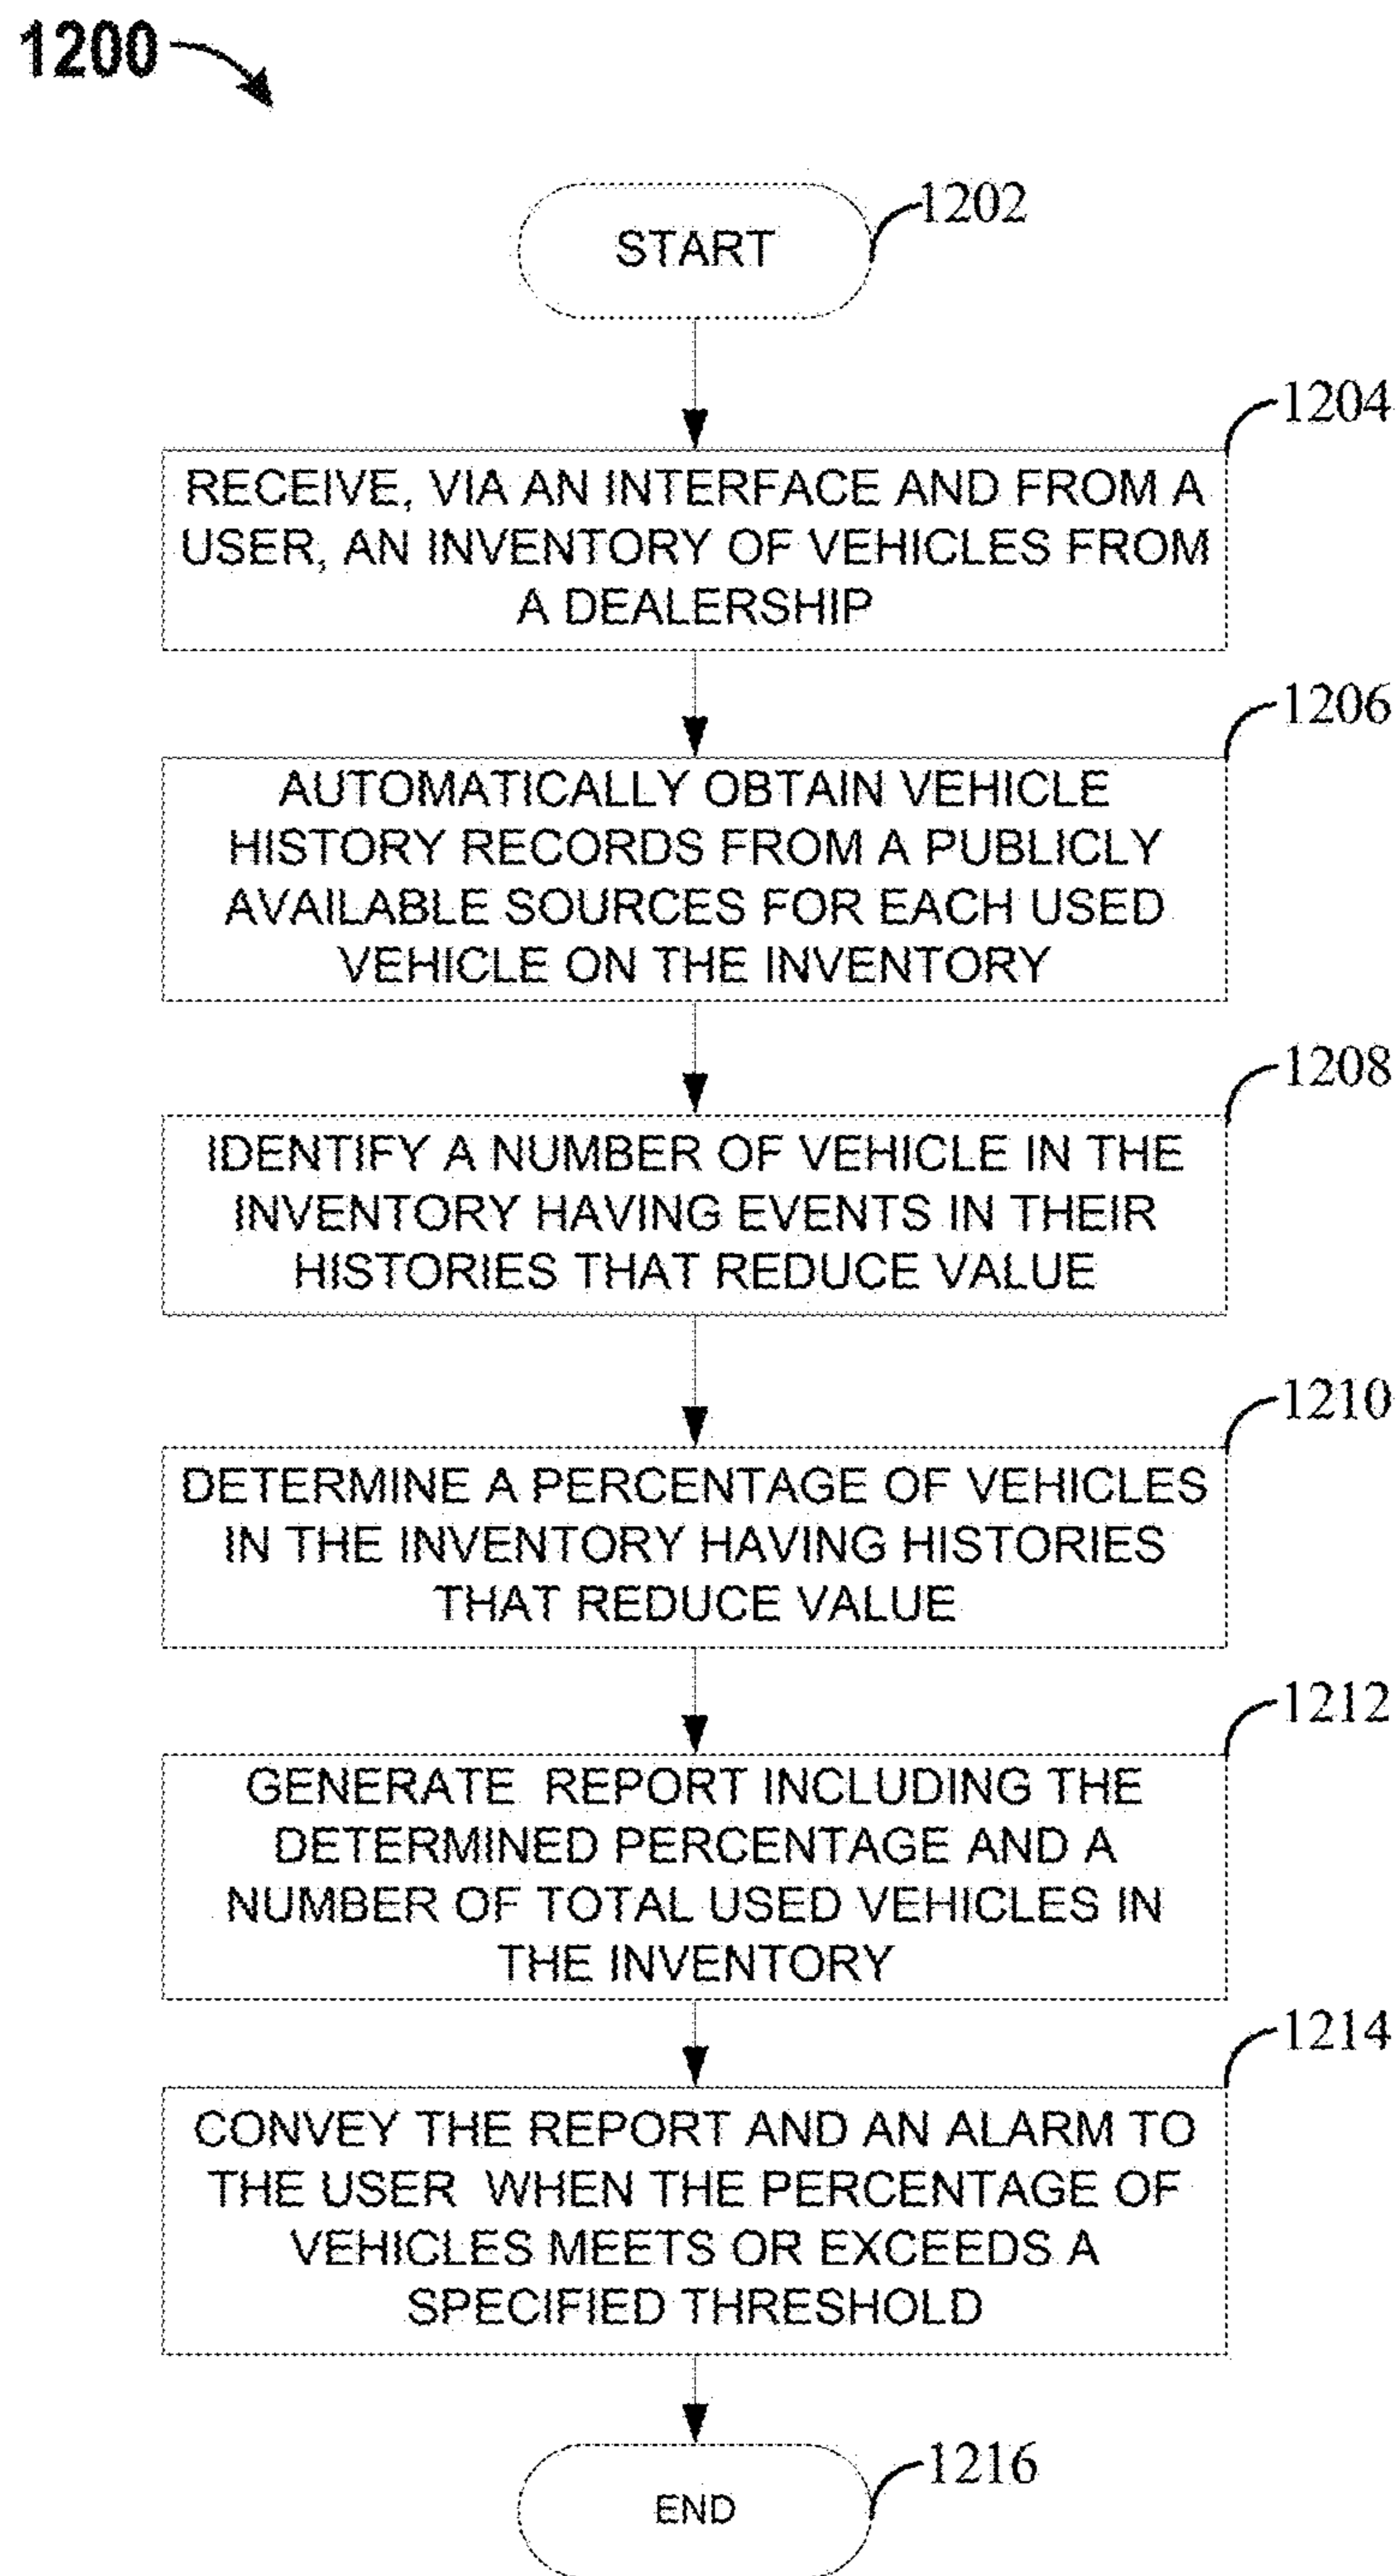 1200
START
1202
1204
RECEIVE, VIA AN INTERFACE AND FROM A
USER, AN INVENTORY OF VEHICLES FROM
A DEALERSHIP
1206
AUTOMATICALLY OBTAIN VEHICLE
HISTORY RECORDS FROM A PUBLICLY
AVAILABLE SOURCES FOR EACH USED
VEHICLE ON THE INVENTORY
1208
IDENTIFY A NUMBER OF VEHICLE IN THE
INVENTORY HAVING EVENTS IN THEIR
HISTORIES THAT REDUCE VALUE
1210
DETERMINE A PERCENTAGE OF VEHICLES
IN THE INVENTORY HAVING HISTORIES
THAT REDUCE VALUE
1212
GENERATE REPORT INCLUDING THE
DETERMINED PERCENTAGE AND A
NUMBER OF TOTAL USED VEHICLES IN
THE INVENTORY
1214
CONVEY THE REPORT AND AN ALARM TO
THE USER WHEN THE PERCENTAGE OF
VEHICLES MEETS OR EXCEEDS A
SPECIFIED THRESHOLD
1216
END